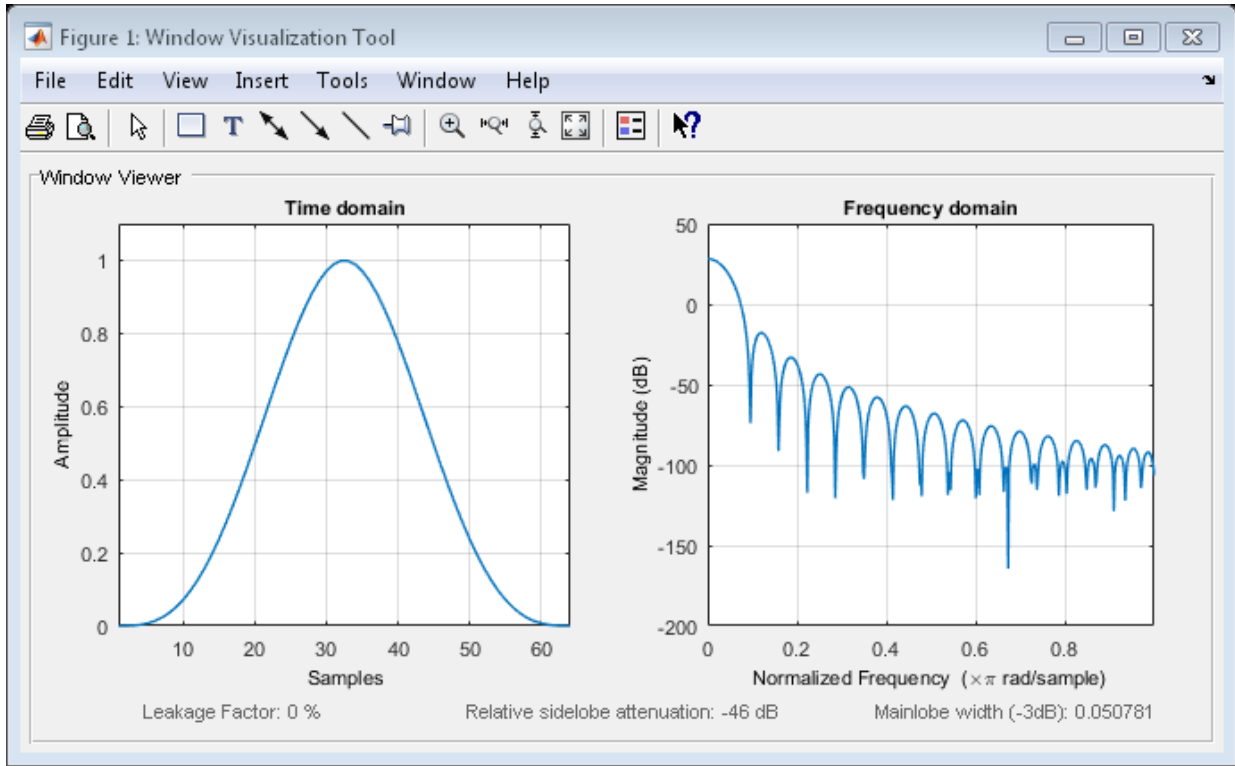 Figure 1: Window Visualization Tool
File Edit View Insert Tools Window Help
T
?
Window Viewer
Time domain
1
0.8
0.6
0.4
0.2
0
10 20 30 40 50 60
Amplitude
Samples
Frequency domain
50
0
-50
-100
-150
-200
0 0.2 0.4 0.6 0.8
Magnitude (dB)
Normalized Frequency (×π rad/sample)
Leakage Factor: 0 % Relative sidelobe attenuation: -46 dB Mainlobe width (-3dB): 0.050781